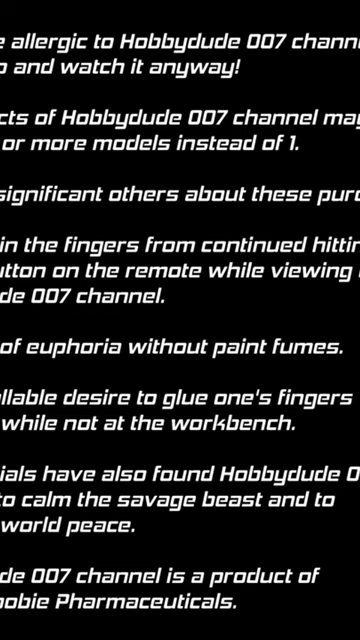 e allergic to Hobbydude 007 chann
o and watch it anyway!
cts of Hobbydude 007 channel may
or more models instead of 1.
significant others about these purc
in the fingers from continued hittin
utton on the remote while viewing
de 007 channel.
of euphoria without paint fumes.
llable desire to glue one's fingers
while not at the workbench.
ials have also found Hobbydude 0
to calm the savage beast and to
world peace.
de 007 channel is a product of
oobie Pharmaceuticals.